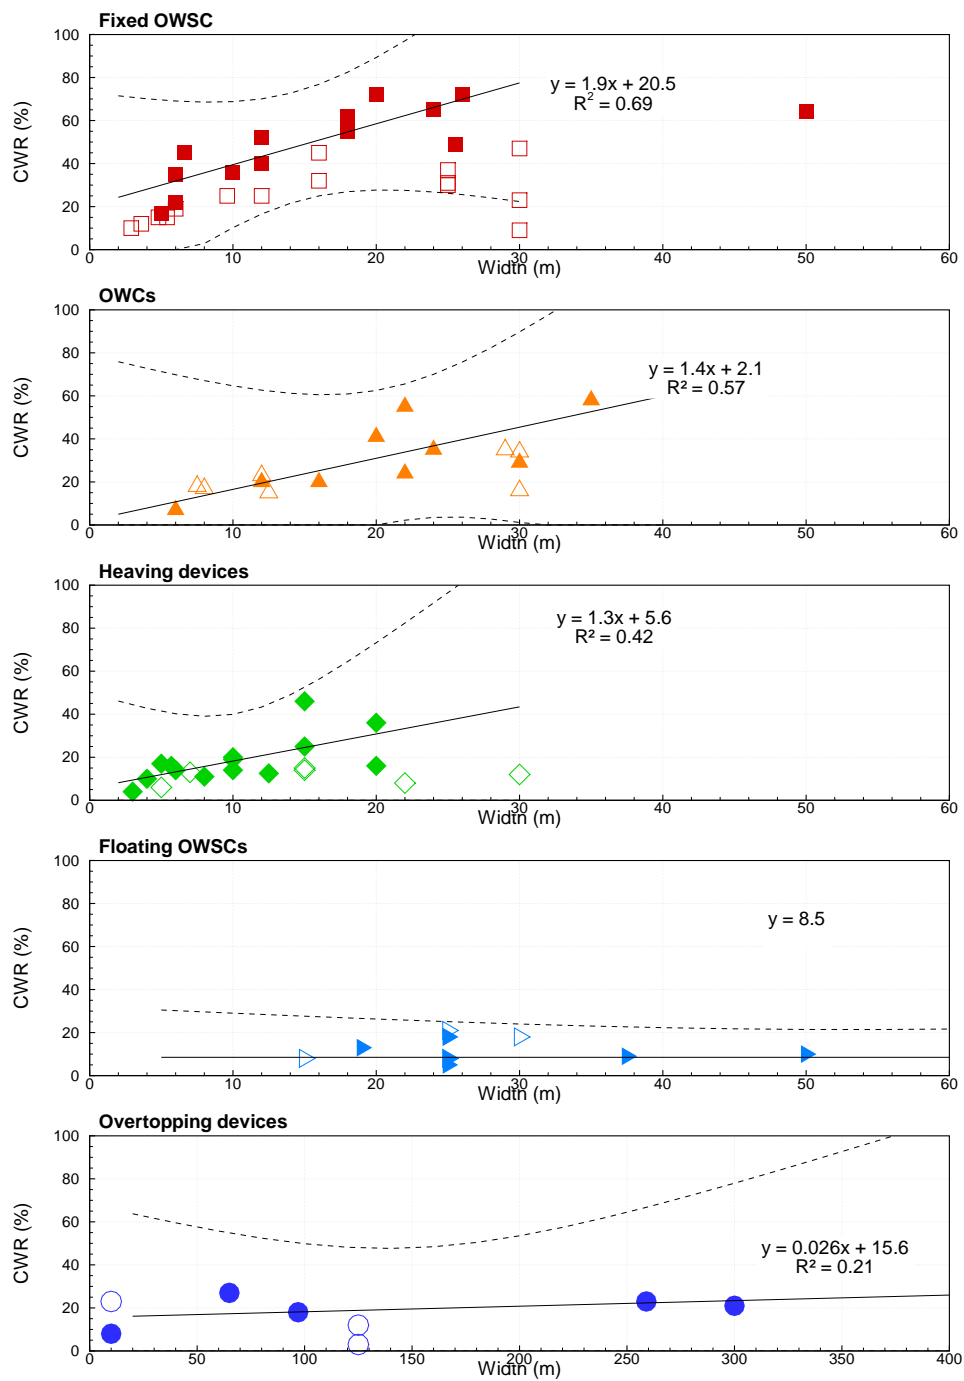 Fixed OWSC
100
80
60
40
20
0
CWR (%)
y = 1.9x + 20.5
R² = 0.69
0 10 20 30 40 50 60
Width (m)
OWCs
100
80
60
40
20
0
CWR (%)
y = 1.4x + 2.1
R² = 0.57
0 10 20 30 40 50 60
Width (m)
Heaving devices
100
80
60
40
20
0
CWR (%)
y = 1.3x + 5.6
R² = 0.42
0 10 20 30 40 50 60
Width (m)
Floating OWSCs
100
80
60
40
20
0
CWR (%)
y = 8.5
0 10 20 30 40 50 60
Width (m)
Overtopping devices
100
80
60
40
20
0
CWR (%)
y = 0.026x + 15.6
R² = 0.21
0 50 100 150 200 250 300 350 400
Width (m)